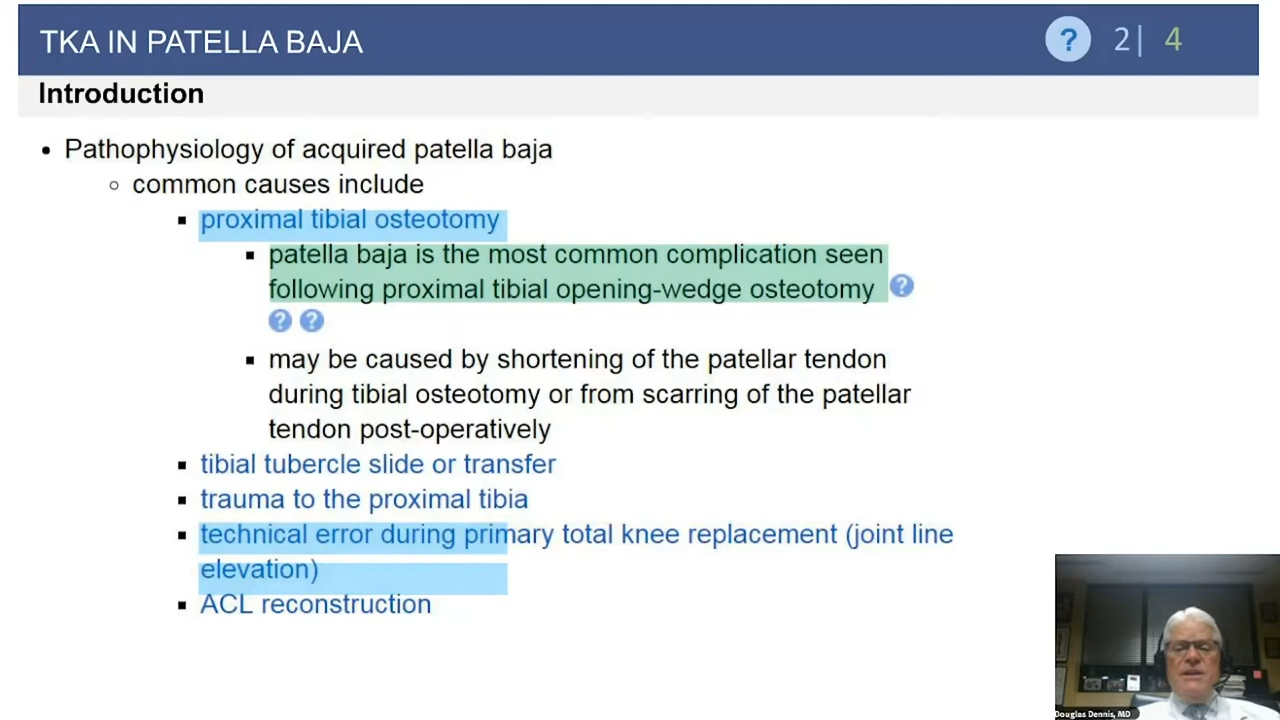 TKA IN PATELLA BAJA
? 2| 4
Introduction
• Pathophysiology of acquired patella baja
○ common causes include
▪ proximal tibial osteotomy
▪ patella baja is the most common complication seen
following proximal tibial opening-wedge osteotomy ?
? ?
▪ may be caused by shortening of the patellar tendon
during tibial osteotomy or from scarring of the patellar
tendon post-operatively
▪ tibial tubercle slide or transfer
▪ trauma to the proximal tibia
▪ technical error during primary total knee replacement (joint line
elevation)
▪ ACL reconstruction
Douglas Dennis, MD